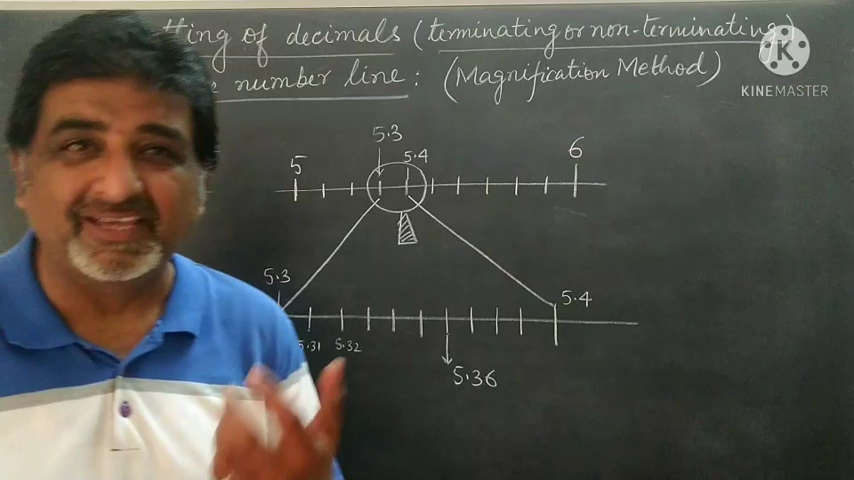 tting of decimals (terminating or non-terminating)
number line : (Magnification Method)
K
KINEMASTER
5.3
5 5.4 6
5.3 5.4
5.31 5.32
5.36